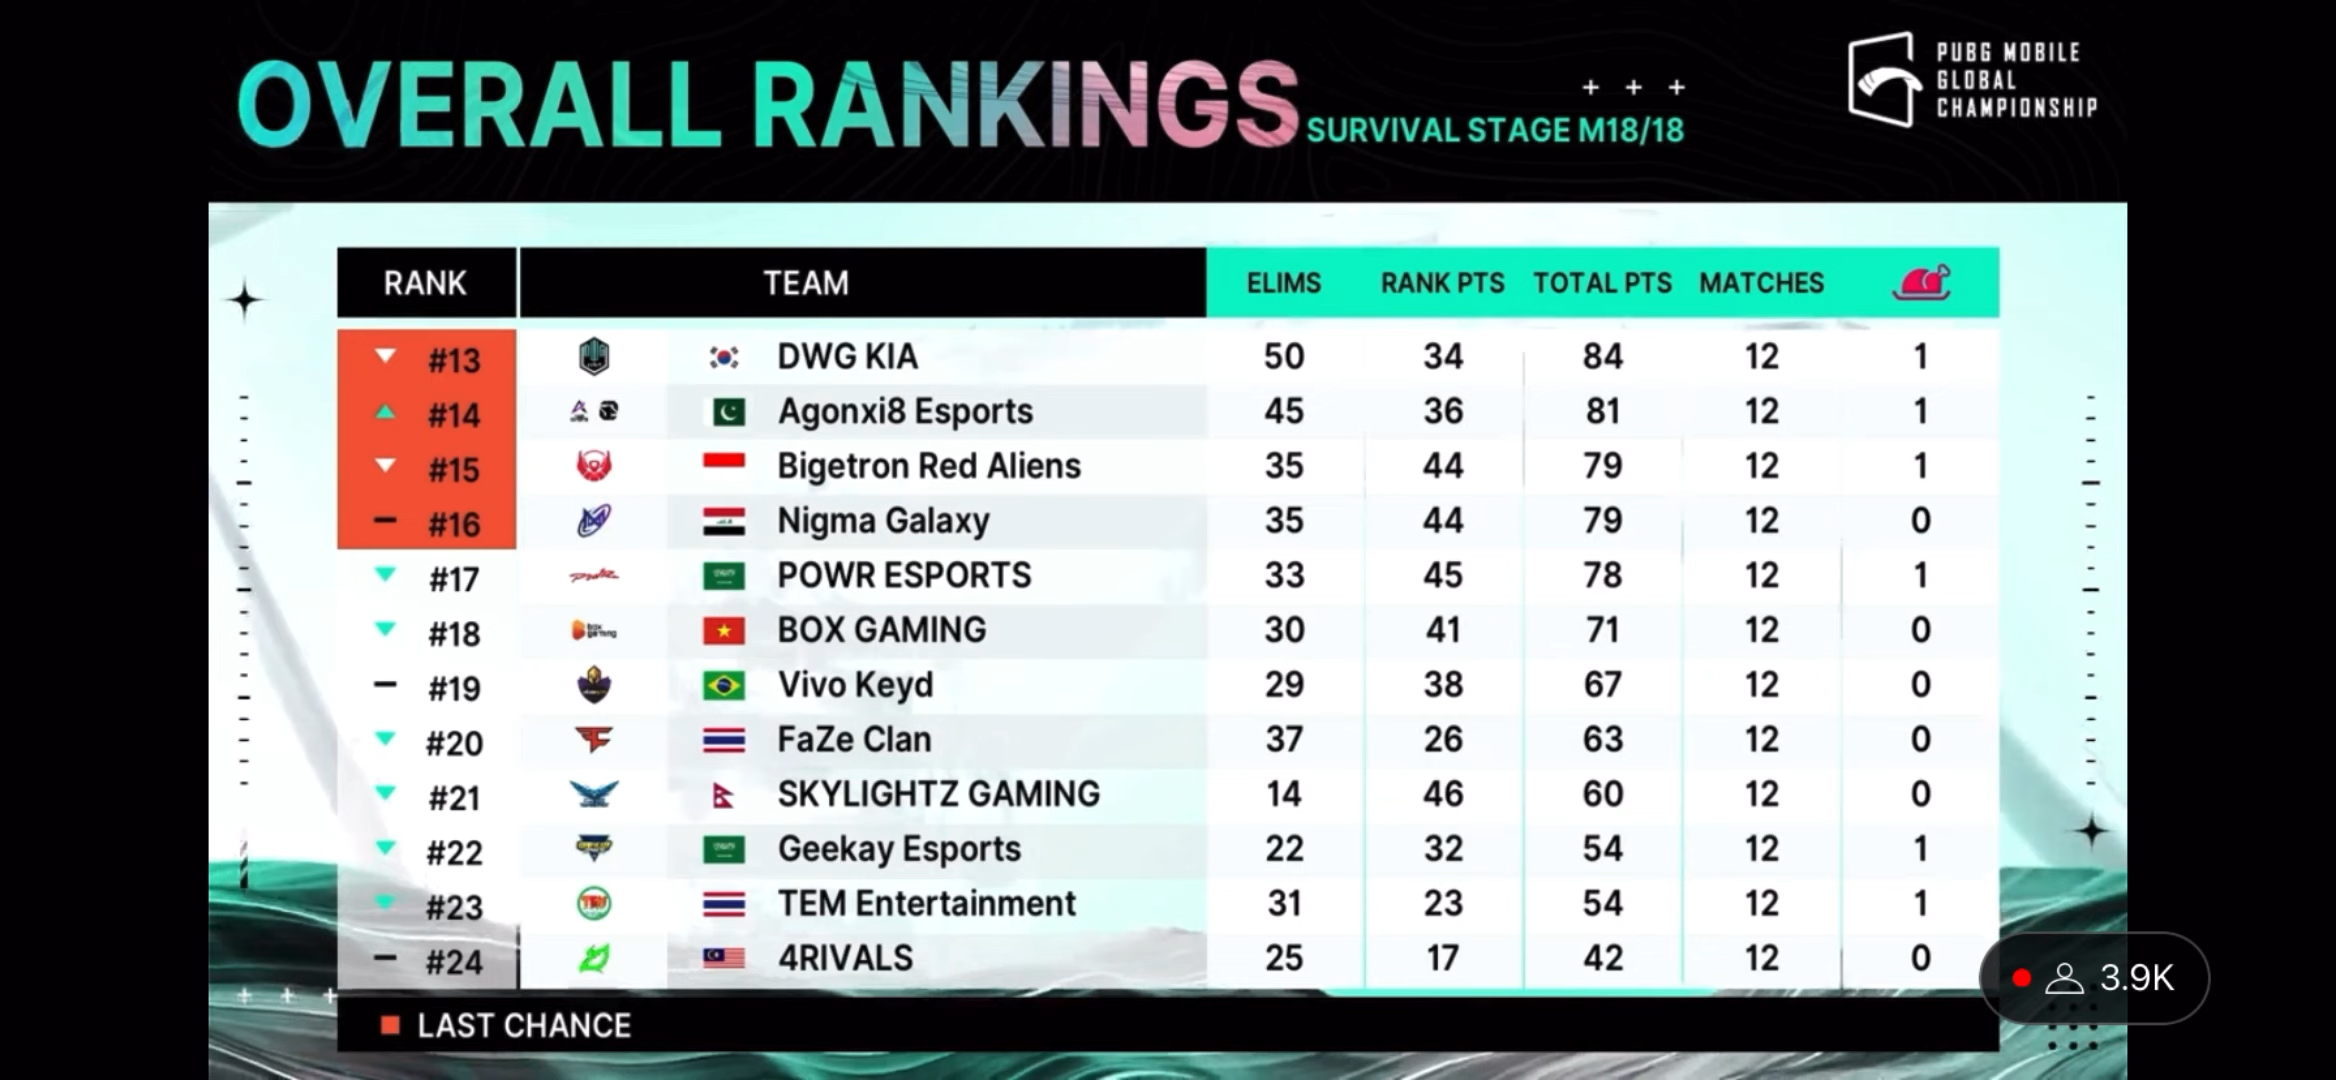 OVERALL RANKINGS
SURVIVAL STAGE M18/18
PUBG MOBILE
GLOBAL
CHAMPIONSHIP
RANK TEAM ELIMS RANK PTS TOTAL PTS MATCHES
#13 DWG KIA 50 34 84 12 1
#14 Agonxi8 Esports 45 36 81 12 1
#15 Bigetron Red Aliens 35 44 79 12 1
#16 Nigma Galaxy 35 44 79 12 0
#17 POWR ESPORTS 33 45 78 12 1
#18 box gaming BOX GAMING 30 41 71 12 0
#19 Vivo Keyd 29 38 67 12 0
#20 FaZe Clan 37 26 63 12 0
#21 SKYLIGHTZ GAMING 14 46 60 12 0
#22 Geekay Esports 22 32 54 12 1
#23 TEM TEM Entertainment 31 23 54 12 1
#24 4RIVALS 25 17 42 12 0
LAST CHANCE
3.9K